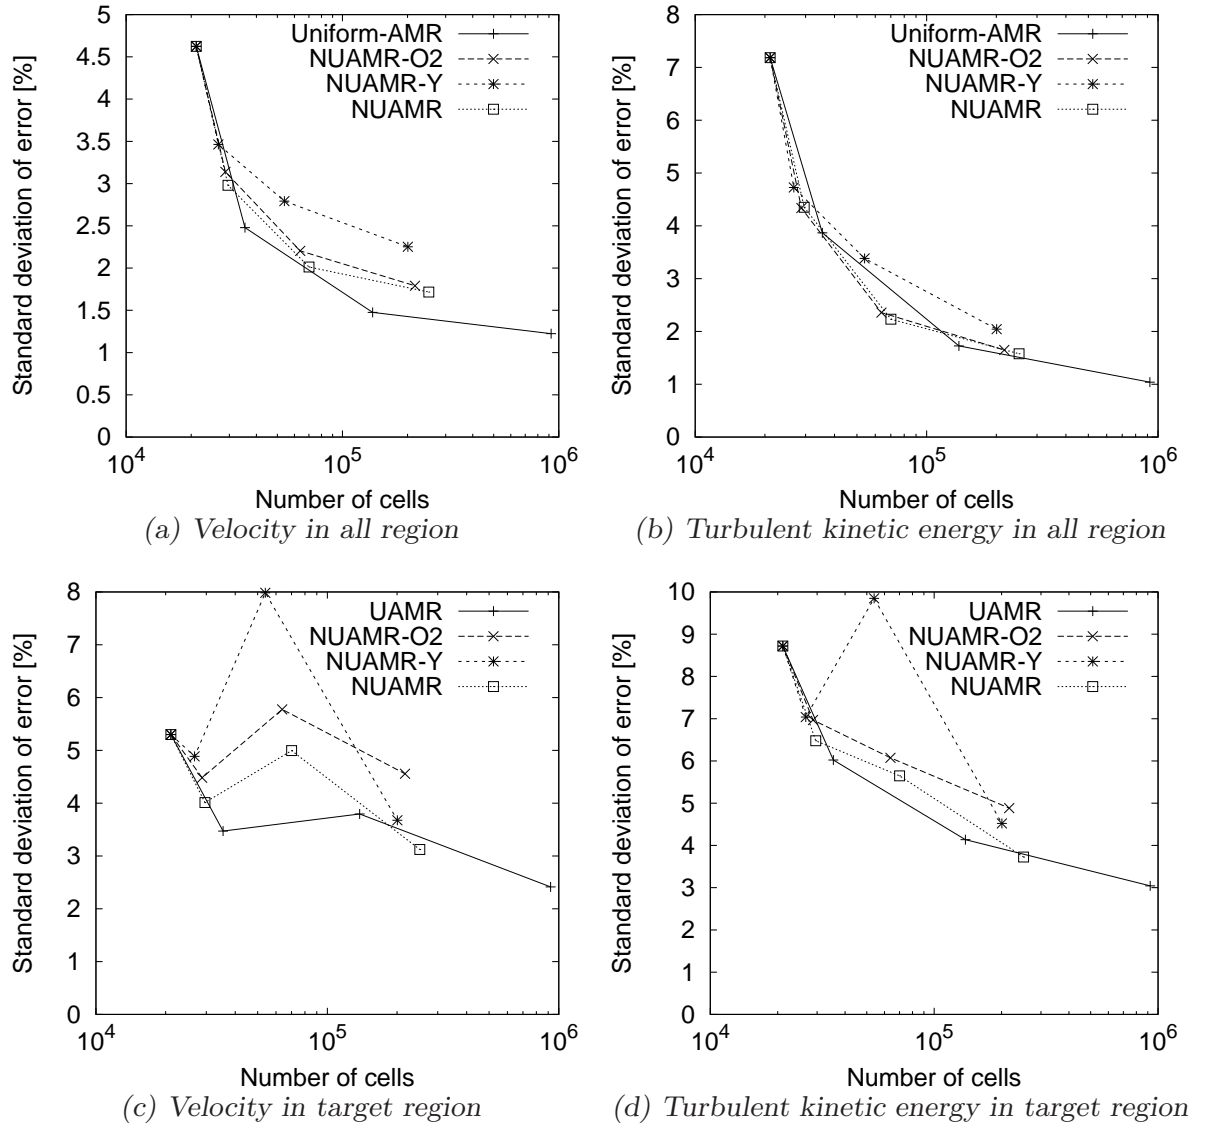 Standard deviation of error [%]
5
4.5
4
3.5
3
2.5
2
1.5
1
0.5
0
Uniform-AMR
NUAMR-O2
NUAMR-Y
NUAMR
10^4
10^5
10^6
Number of cells
(a) Velocity in all region
Standard deviation of error [%]
8
7
6
5
4
3
2
1
0
Uniform-AMR
NUAMR-O2
NUAMR-Y
NUAMR
10^4
10^5
10^6
Number of cells
(b) Turbulent kinetic energy in all region
Standard deviation of error [%]
8
7
6
5
4
3
2
1
0
UAMR
NUAMR-O2
NUAMR-Y
NUAMR
10^4
10^5
10^6
Number of cells
(c) Velocity in target region
Standard deviation of error [%]
10
9
8
7
6
5
4
3
2
1
0
UAMR
NUAMR-O2
NUAMR-Y
NUAMR
10^4
10^5
10^6
Number of cells
(d) Turbulent kinetic energy in target region